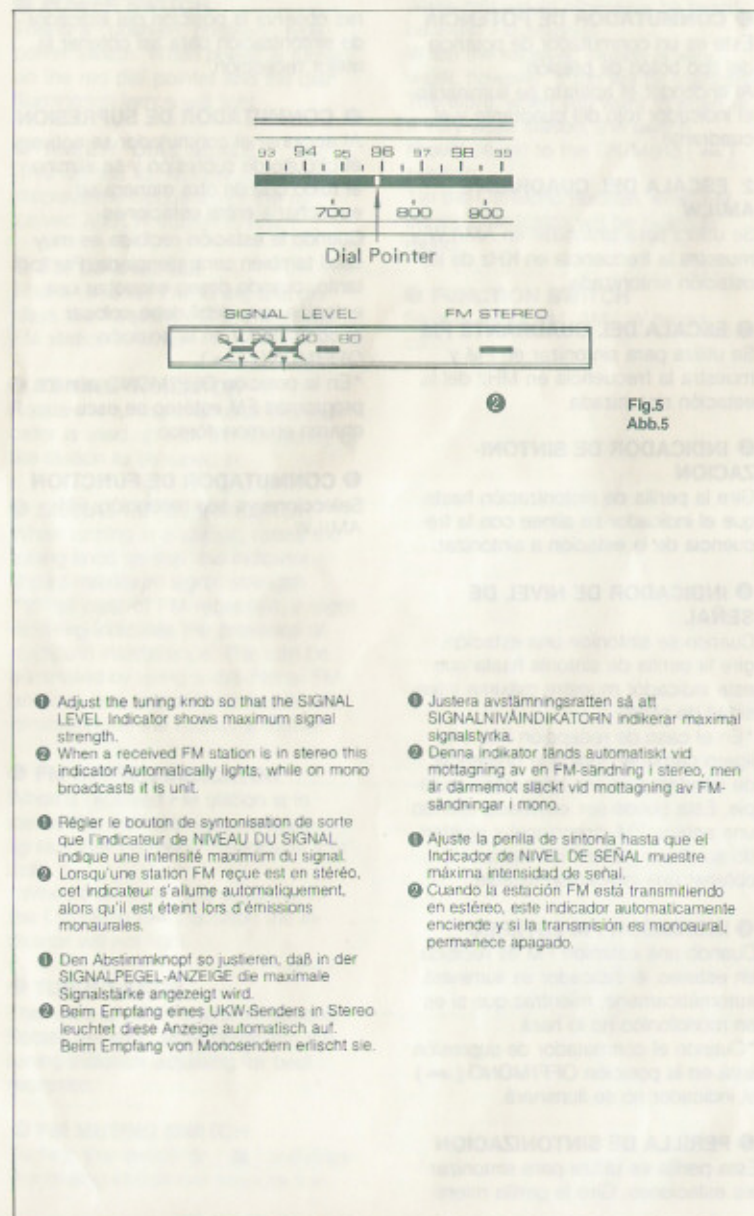 93 94 95 96 97 98 99
700 800 900
Dial Pointer
SIGNAL LEVEL FM STEREO
0 20 40 60
❷
Fig.5
Abb.5
❶ Adjust the tuning knob so that the SIGNAL
LEVEL Indicator shows maximum signal
strength.
❷ When a received FM station is in stereo this
indicator Automatically lights, while on mono
broadcasts it is unit.
❶ Régler le bouton de syntonisation de sorte
que l'indicateur de NIVEAU DU SIGNAL
indique une intensité maximum du signal.
❷ Lorsqu'une station FM reçue est en stéréo,
cet indicateur s'allume automatiquement,
alors qu'il est éteint lors d'émissions
monaurales.
❶ Den Abstimmknopf so justieren, daß in der
SIGNALPEGEL-ANZEIGE die maximale
Signalstärke angezeigt wird.
❷ Beim Empfang eines UKW-Senders in Stereo
leuchtet diese Anzeige automatisch auf.
Beim Empfang von Monosendern erlischt sie.
❶ Justera avstämningsratten så att
SIGNALNIVÅINDIKATORN indikerar maximal
signalstyrka.
❷ Denna indikator tänds automatiskt vid
mottagning av en FM-sändning i stereo, men
är därmemot släckt vid mottagning av FM-
sändningar i mono.
❶ Ajuste la perilla de sintonía hasta que el
Indicador de NIVEL DE SEÑAL muestre
máxima intensidad de señal.
❷ Cuando la estación FM está transmitiendo
en estéreo, este indicador automaticamente
enciende y si la transmisión es monoaural,
permanece apagado.